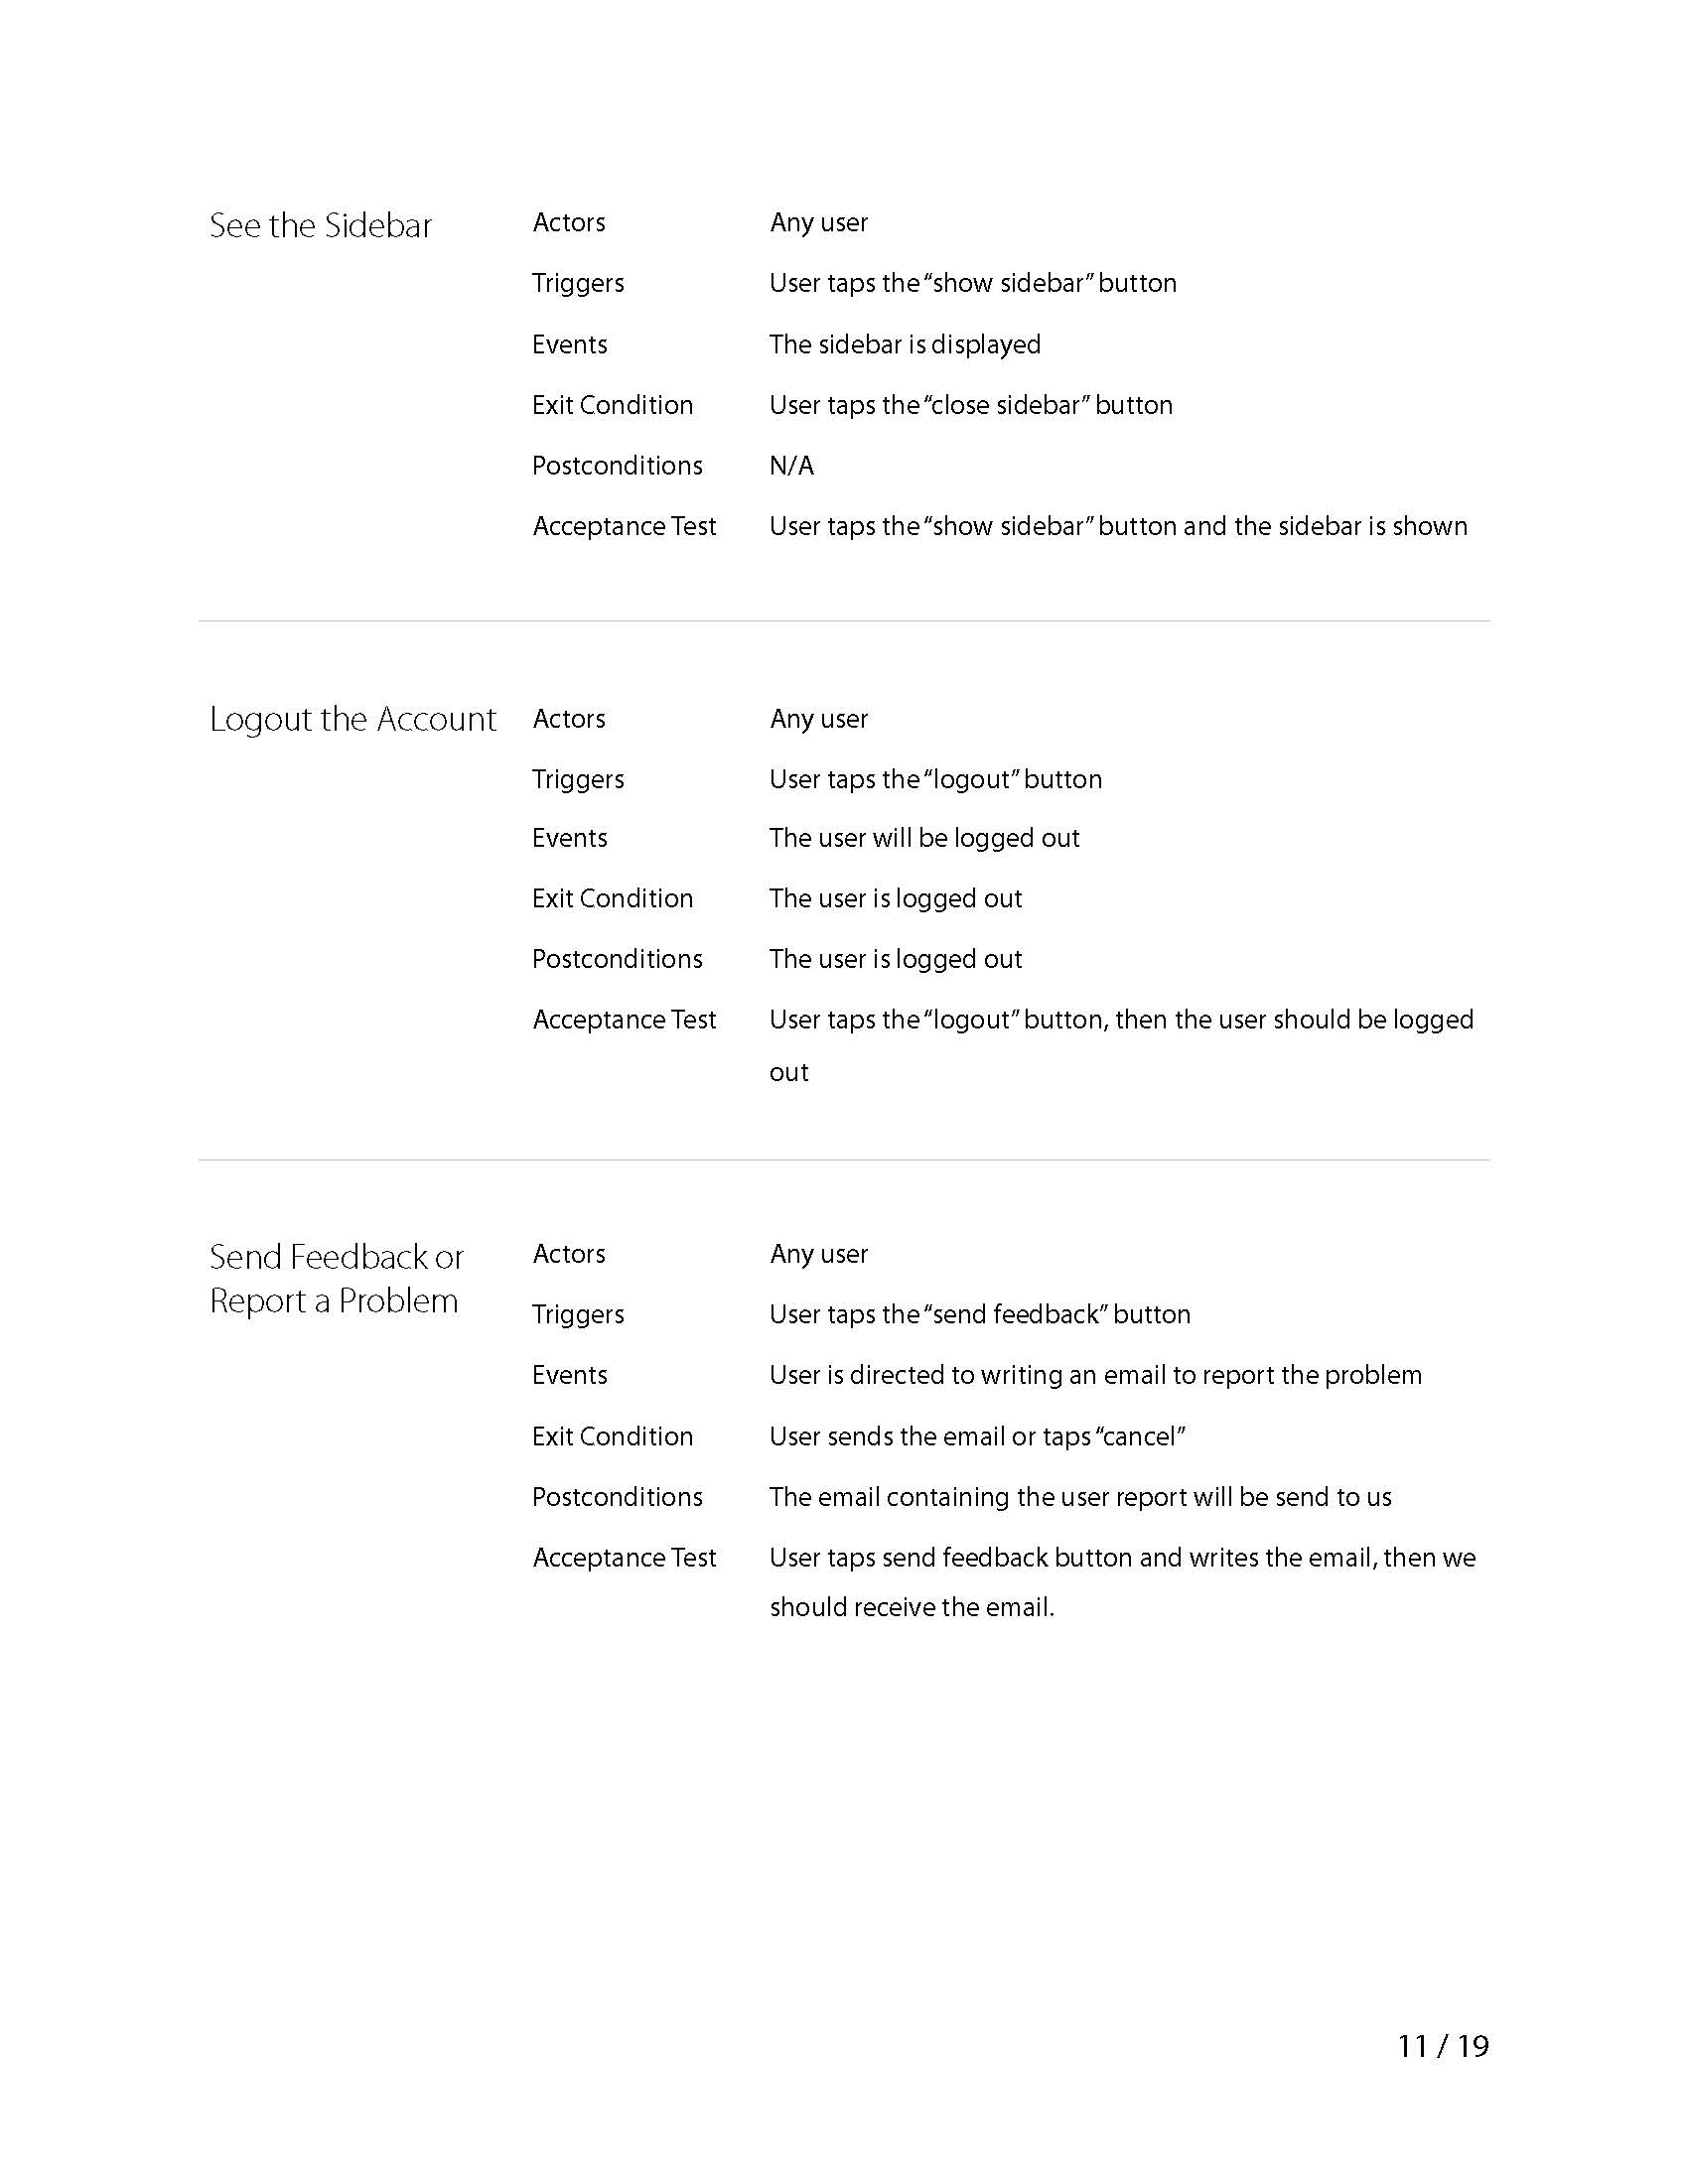 See the Sidebar
Actors Any user
Triggers User taps the “show sidebar” button
Events The sidebar is displayed
Exit Condition User taps the “close sidebar” button
Postconditions N/A
Acceptance Test User taps the “show sidebar” button and the sidebar is shown
Logout the Account
Actors Any user
Triggers User taps the “logout” button
Events The user will be logged out
Exit Condition The user is logged out
Postconditions The user is logged out
Acceptance Test User taps the “logout” button, then the user should be logged
out
Send Feedback or
Report a Problem
Actors Any user
Triggers User taps the “send feedback” button
Events User is directed to writing an email to report the problem
Exit Condition User sends the email or taps “cancel”
Postconditions The email containing the user report will be send to us
Acceptance Test User taps send feedback button and writes the email, then we
should receive the email.
11 / 19